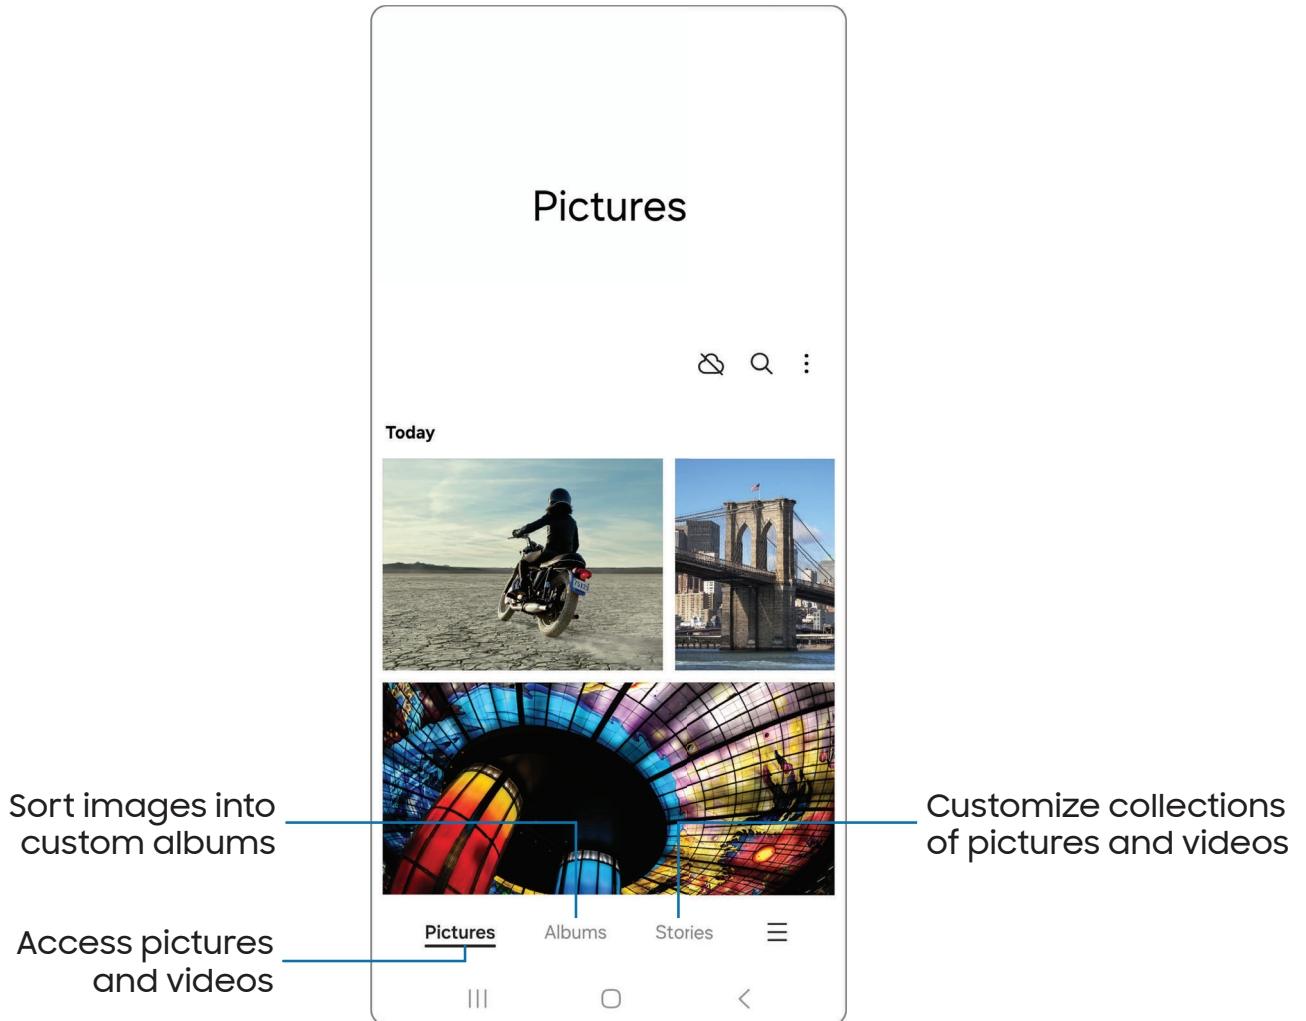 Pictures
Today
Sort images into
custom albums
Customize collections
of pictures and videos
Pictures
Albums
Stories
Access pictures
and videos